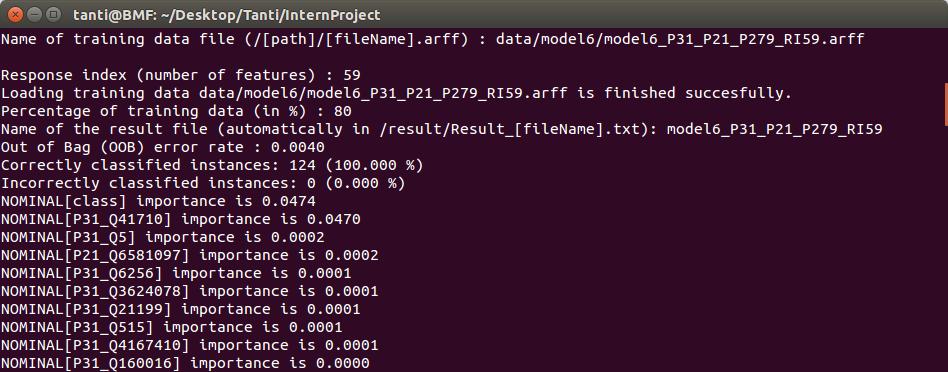 tanti@BMF: ~/Desktop/Tanti/InternProject
Name of training data file (/[path]/[fileName].arff) : data/model6/model6_P31_P21_P279_RI59.arff
Response index (number of features) : 59
Loading training data data/model6/model6_P31_P21_P279_RI59.arff is finished succesfully.
Percentage of training data (in %) : 80
Name of the result file (automatically in /result/Result_[fileName].txt): model6_P31_P21_P279_RI59
Out of Bag (OOB) error rate : 0.0040
Correctly classified instances: 124 (100.000 %)
Incorrectly classified instances: 0 (0.000 %)
NOMINAL[class] importance is 0.0474
NOMINAL[P31_Q41710] importance is 0.0470
NOMINAL[P31_Q5] importance is 0.0002
NOMINAL[P21_Q6581097] importance is 0.0002
NOMINAL[P31_Q6256] importance is 0.0001
NOMINAL[P31_Q3624078] importance is 0.0001
NOMINAL[P31_Q21199] importance is 0.0001
NOMINAL[P31_Q515] importance is 0.0001
NOMINAL[P31_Q4167410] importance is 0.0001
NOMINAL[P31_Q160016] importance is 0.0000